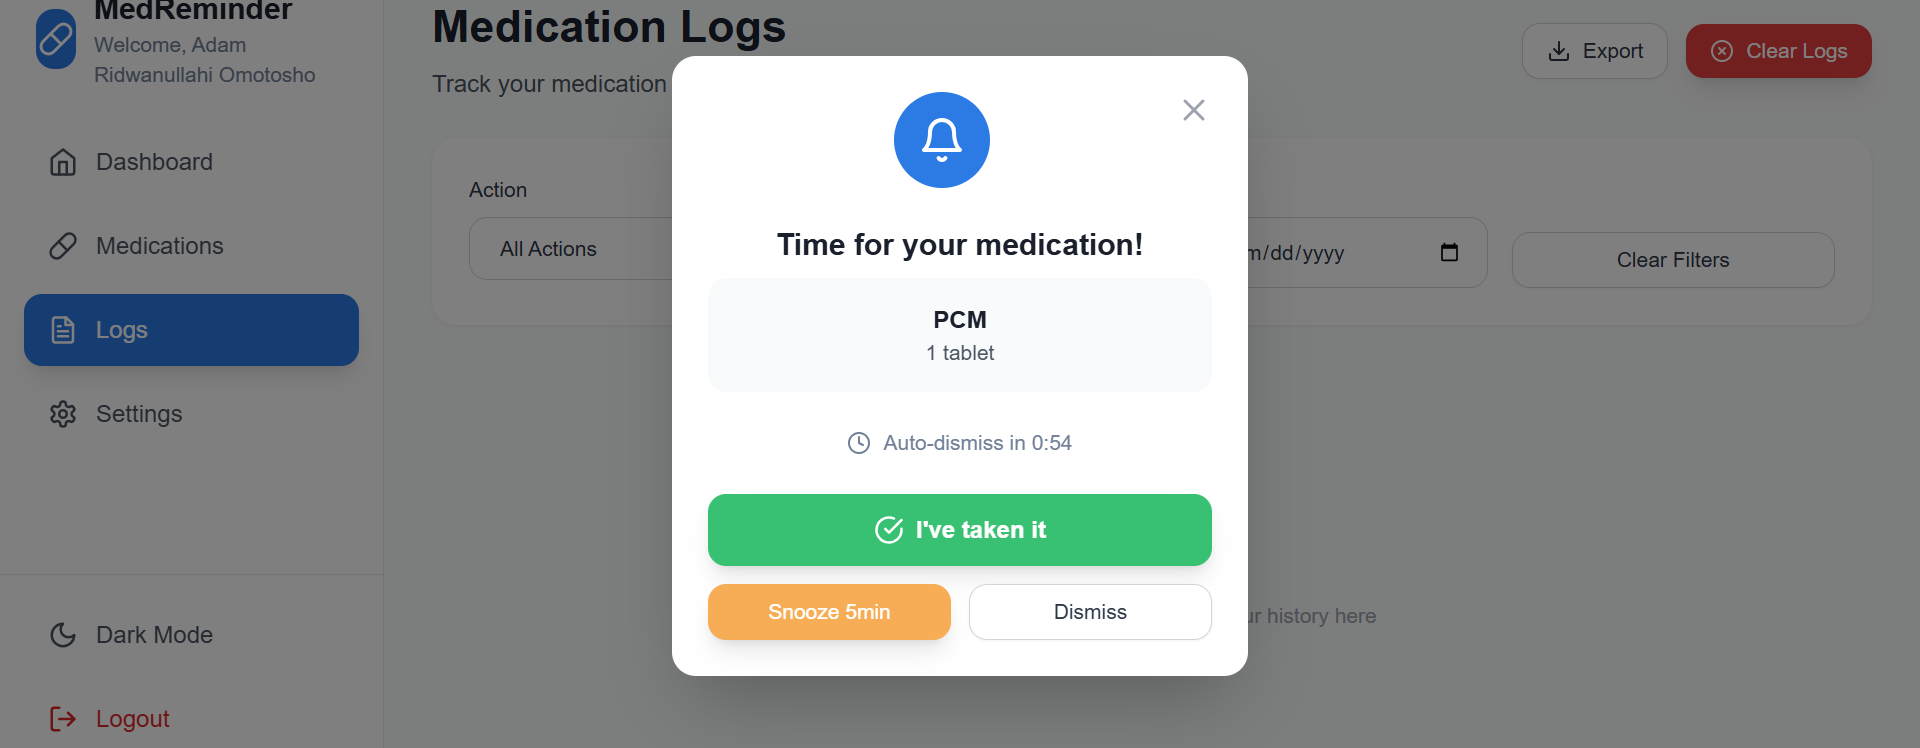 MedReminder
Welcome, Adam
Ridwanullahi Omotosho
Dashboard
Medications
Logs
Settings
Dark Mode
Logout
Medication Logs
Track your medication
Export
Clear Logs
Action
All Actions
/dd/yyyy
Clear Filters
history here
Time for your medication!
PCM
1 tablet
Auto-dismiss in 0:54
I've taken it
Snooze 5min
Dismiss